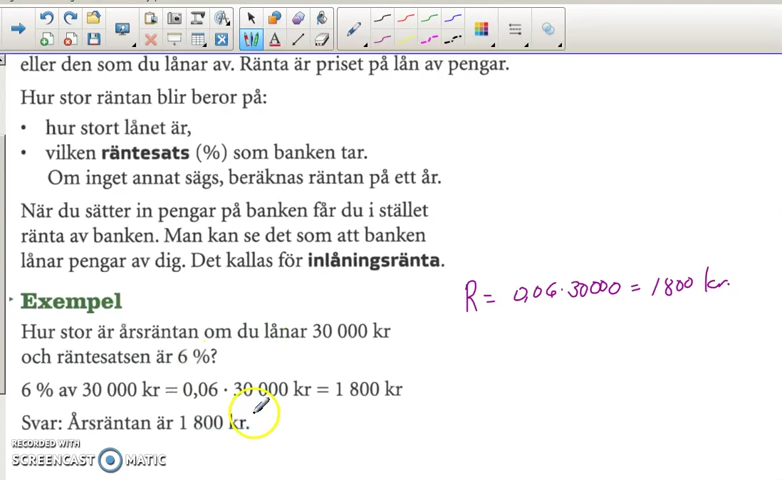 eller den som du lånar av. Ränta är priset på lån av pengar.
Hur stor räntan blir beror på:
• hur stort lånet är,
• vilken räntesats (%) som banken tar.
Om inget annat sägs, beräknas räntan på ett år.
När du sätter in pengar på banken får du i stället
ränta av banken. Man kan se det som att banken
lånar pengar av dig. Det kallas för inlåningsränta.
R = 0,06 · 30000 = 1800 kr.
Exempel
Hur stor är årsräntan om du lånar 30 000 kr
och räntesatsen är 6 %?
6 % av 30 000 kr = 0,06 · 30 000 kr = 1 800 kr
Svar: Årsräntan är 1 800 kr.
RECORDED WITH
SCREENCAST MATIC